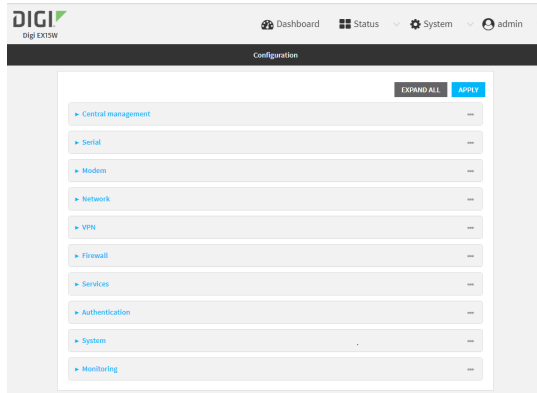 DIGI
Digi EX15W
Dashboard Status System admin
Configuration
EXPAND ALL APPLY
Central management
Serial
Modem
Network
VPN
Firewall
Services
Authentication
System
Monitoring